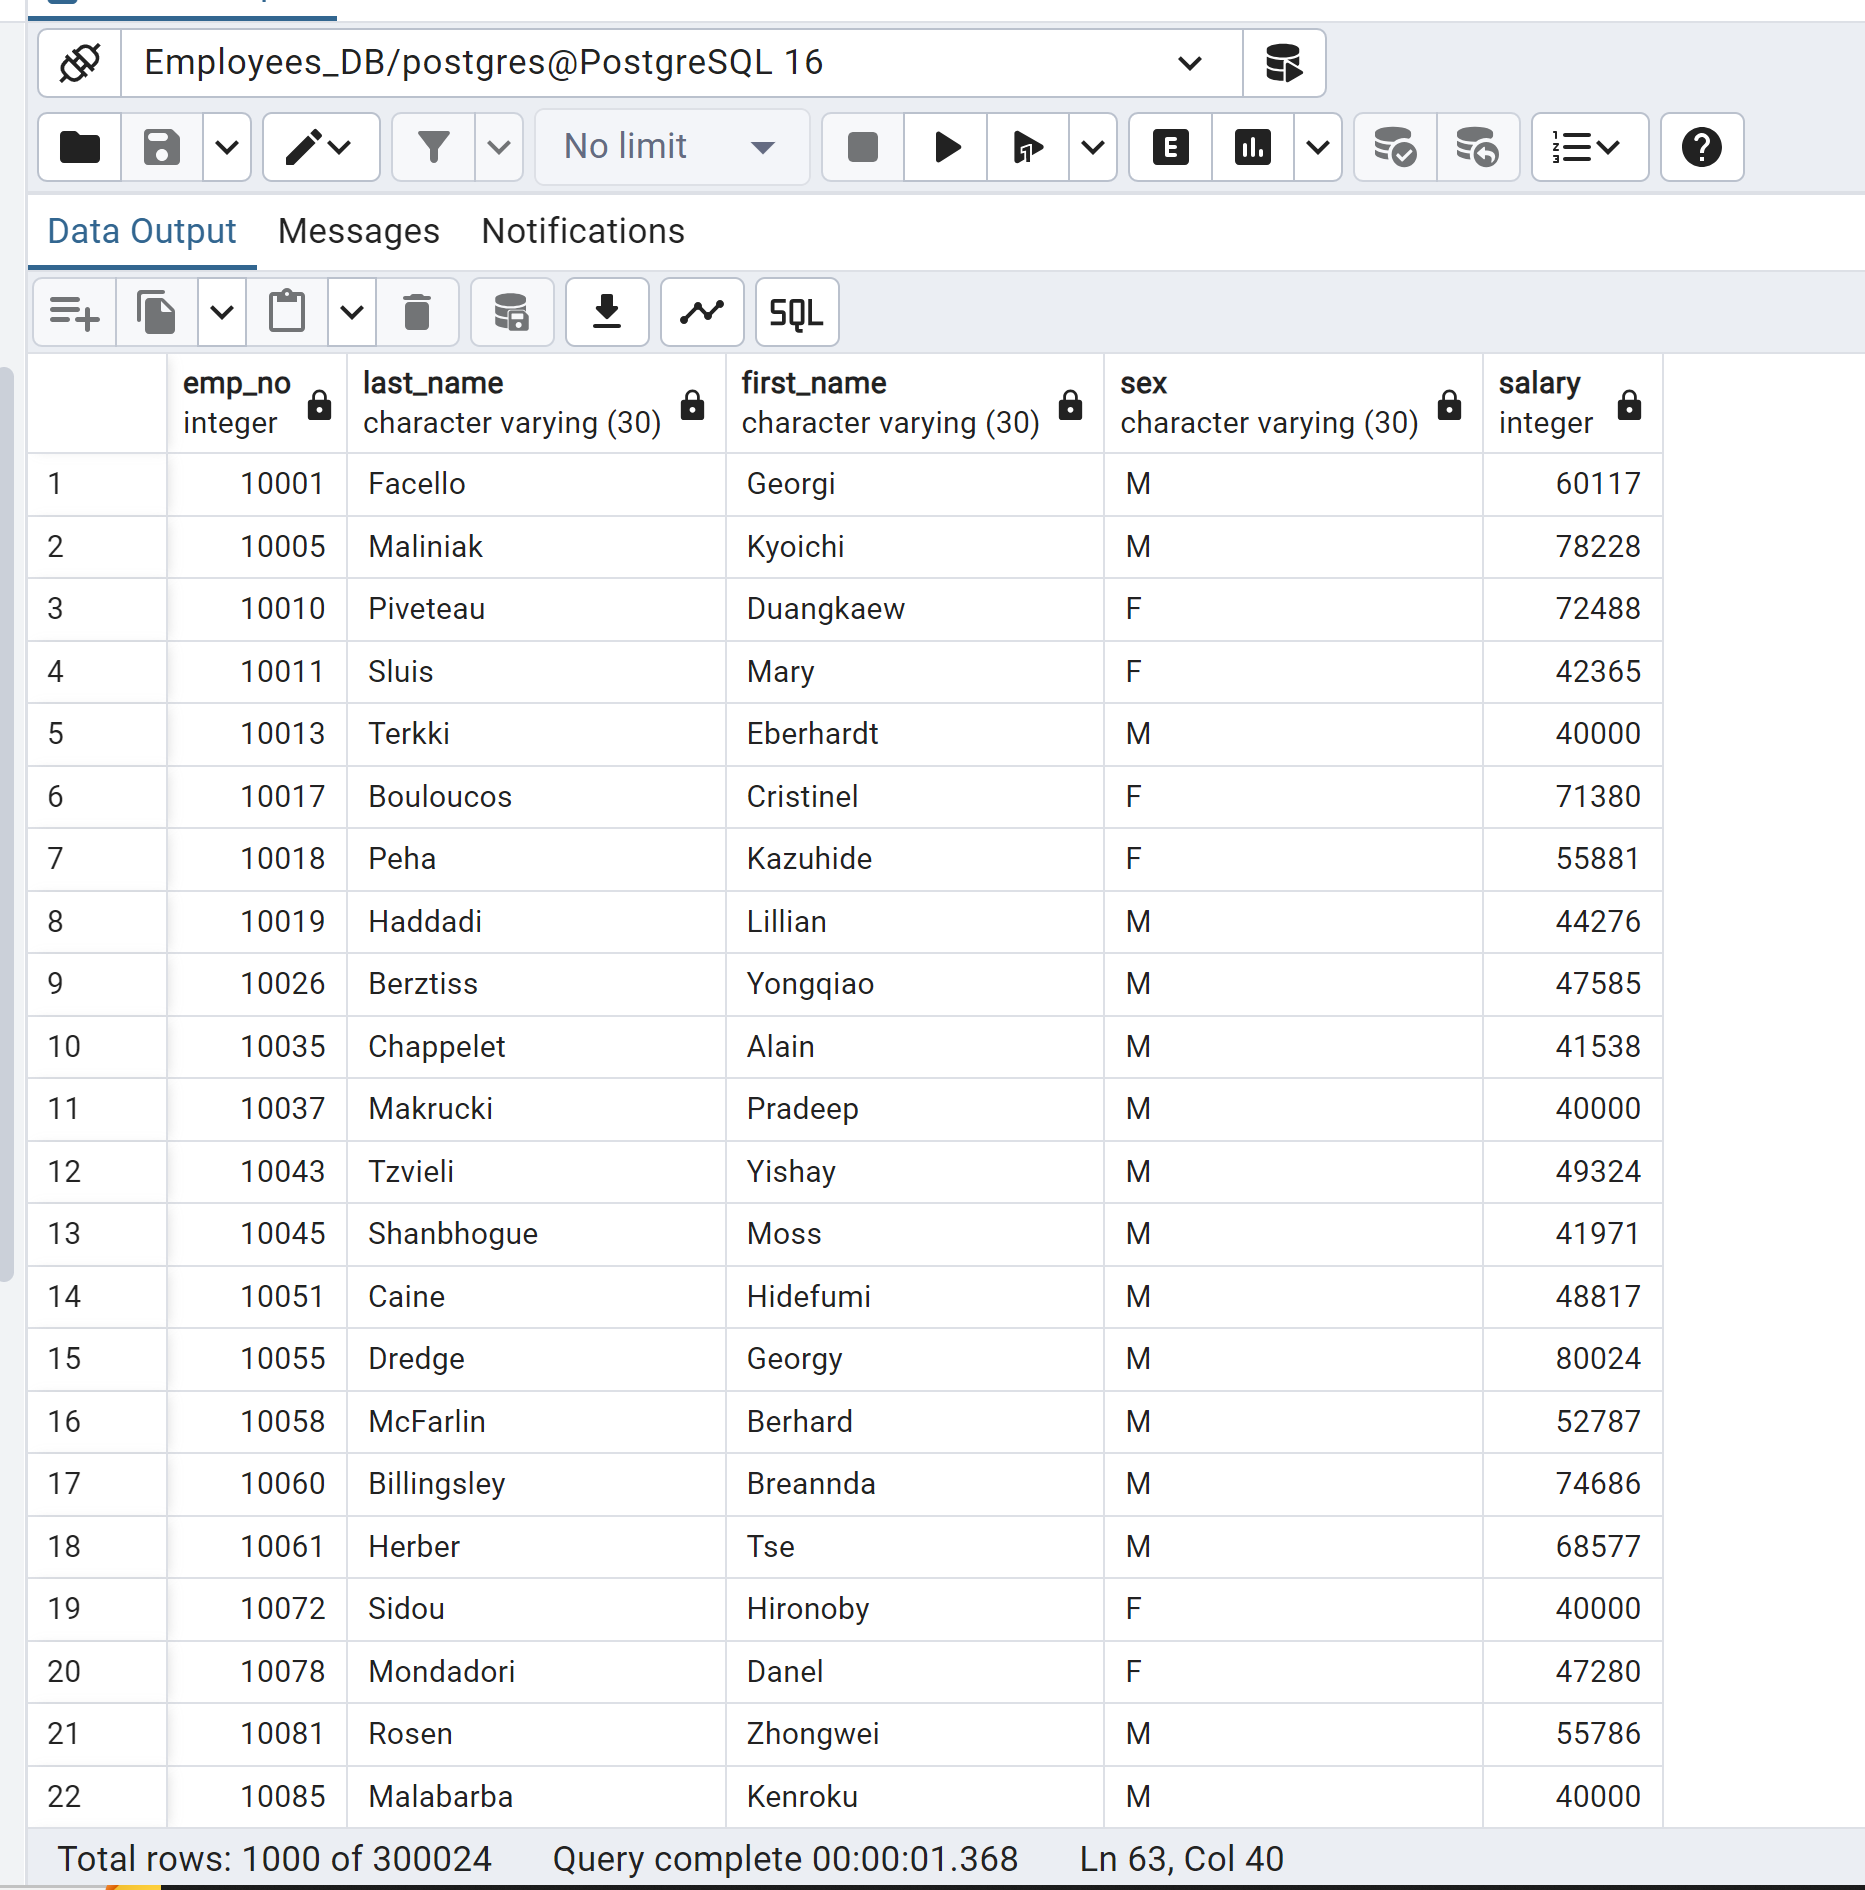 Employees_DB/postgres@PostgreSQL 16
No limit
Data Output Messages Notifications
SQL
emp_no last_name first_name sex salary
integer character varying (30) character varying (30) character varying (30) integer
1 10001 Facello Georgi M 60117
2 10005 Maliniak Kyoichi M 78228
3 10010 Piveteau Duangkaew F 72488
4 10011 Sluis Mary F 42365
5 10013 Terkki Eberhardt M 40000
6 10017 Bouloucos Cristinel F 71380
7 10018 Peha Kazuhide F 55881
8 10019 Haddadi Lillian M 44276
9 10026 Berztiss Yongqiao M 47585
10 10035 Chappelet Alain M 41538
11 10037 Makrucki Pradeep M 40000
12 10043 Tzvieli Yishay M 49324
13 10045 Shanbhogue Moss M 41971
14 10051 Caine Hidefumi M 48817
15 10055 Dredge Georgy M 80024
16 10058 McFarlin Berhard M 52787
17 10060 Billingsley Breannda M 74686
18 10061 Herber Tse M 68577
19 10072 Sidou Hironoby F 40000
20 10078 Mondadori Danel F 47280
21 10081 Rosen Zhongwei M 55786
22 10085 Malabarba Kenroku M 40000
Total rows: 1000 of 300024 Query complete 00:00:01.368 Ln 63, Col 40